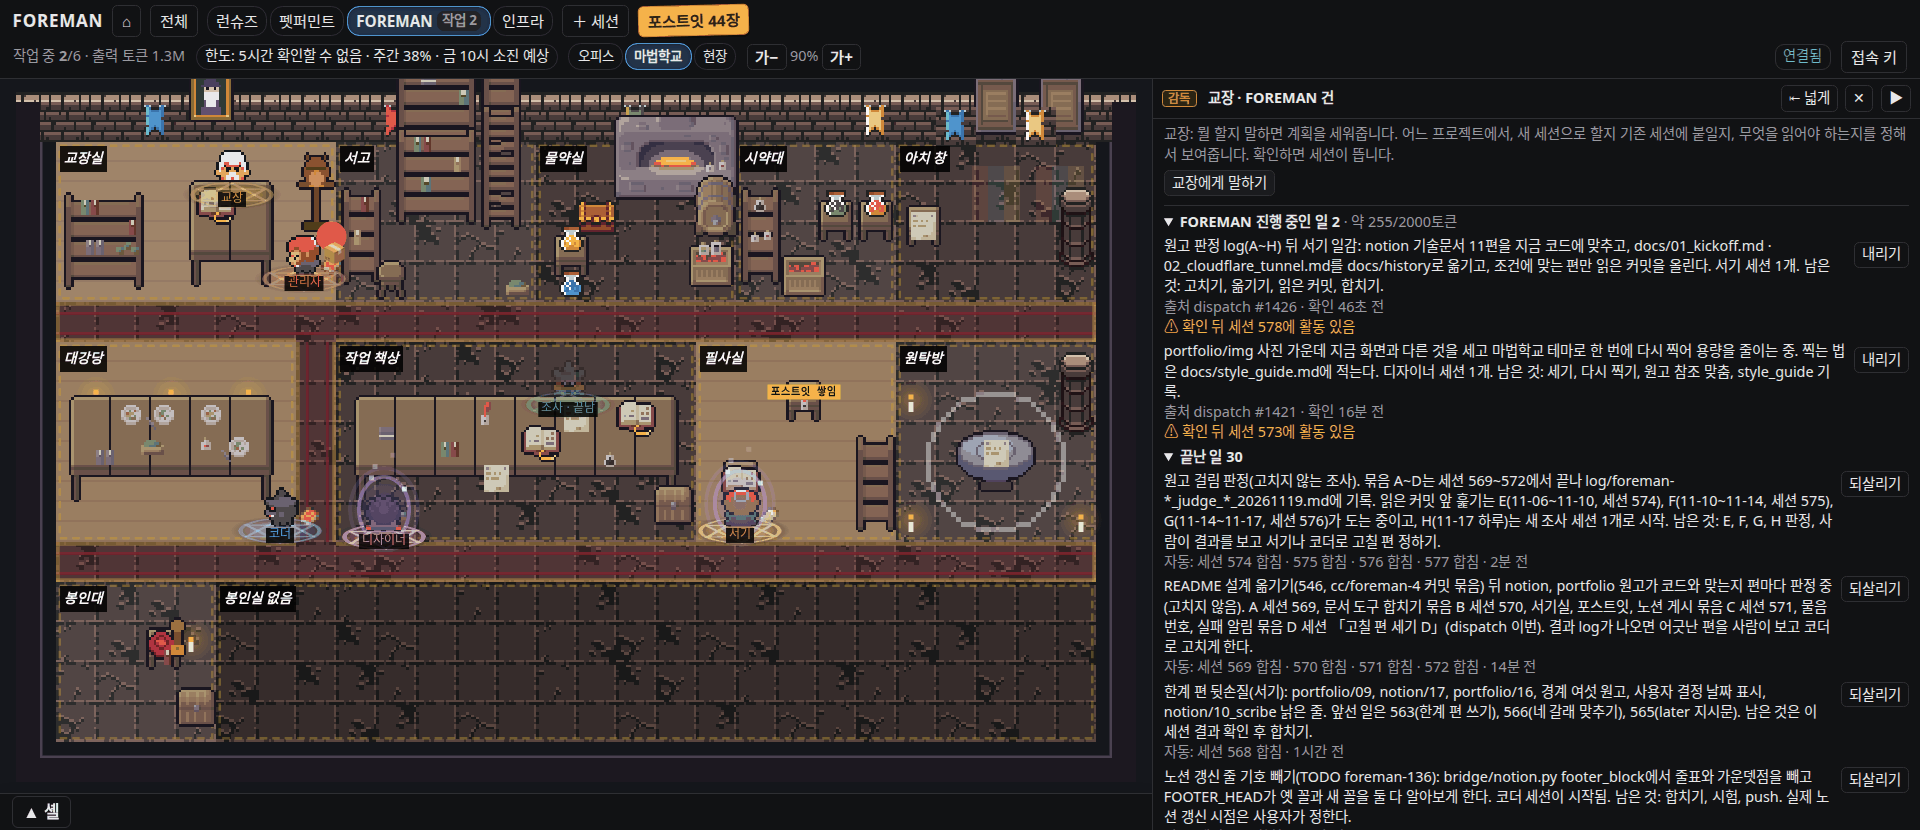 FOREMAN ⌂ 전체 런슈즈 펫퍼민트 FOREMAN 작업 2 인프라 ＋ 세션 포스트잇 44장
작업 중 2/6 · 출력 토큰 1.3M 한도: 5시간 확인할 수 없음 · 주간 38% · 금 10시 소진 예상 오피스 마법학교 현장 가− 90% 가+ 연결됨 접속 키
교장실
서고
물약실
시약대
아치 창
교장
관리자
대강당
작업 책상
필사실
원탁방
포스트잇 쌓임
조사 · 끝남
코더
디자이너
서기
봉인대
봉인실 없음
▲ 셸
감독 교장 · FOREMAN 건 ⇤ 넓게 ✕ ▶
교장: 뭘 할지 말하면 계획을 세워줍니다. 어느 프로젝트에서, 새 세션으로 할지 기존 세션에 붙일지, 무엇을 읽어야 하는지를 정해
서 보여줍니다. 확인하면 세션이 뜹니다.
교장에게 말하기
▼ FOREMAN 진행 중인 일 2 · 약 255/2000토큰
원고 판정 log(A~H) 뒤 서기 일감: notion 기술문서 11편을 지금 코드에 맞추고, docs/01_kickoff.md ·
02_cloudflare_tunnel.md를 docs/history로 옮기고, 조건에 맞는 편만 읽은 커밋을 올린다. 서기 세션 1개. 남은
것: 고치기, 옮기기, 읽은 커밋, 합치기.
내리기
출처 dispatch #1426 · 확인 46초 전
⚠ 확인 뒤 세션 578에 활동 있음
portfolio/img 사진 가운데 지금 화면과 다른 것을 세고 마법학교 테마로 한 번에 다시 찍어 용량을 줄이는 중. 찍는 법
은 docs/style_guide.md에 적는다. 디자이너 세션 1개. 남은 것: 세기, 다시 찍기, 원고 참조 맞춤, style_guide 기
록.
내리기
출처 dispatch #1421 · 확인 16분 전
⚠ 확인 뒤 세션 573에 활동 있음
▼ 끝난 일 30
원고 걸림 판정(고치지 않는 조사). 묶음 A~D는 세션 569~572에서 끝나 log/foreman-
*_judge_*_20261119.md에 기록. 읽은 커밋 앞 훑기는 E(11-06~11-10, 세션 574), F(11-10~11-14, 세션 575),
G(11-14~11-17, 세션 576)가 도는 중이고, H(11-17 하루)는 새 조사 세션 1개로 시작. 남은 것: E, F, G, H 판정, 사
람이 결과를 보고 서기나 코더로 고칠 편 정하기.
되살리기
자동: 세션 574 합침 · 575 합침 · 576 합침 · 577 합침 · 2분 전
README 설계 옮기기(546, cc/foreman-4 커밋 묶음) 뒤 notion, portfolio 원고가 코드와 맞는지 편마다 판정 중
(고치지 않음). A 세션 569, 문서 도구 합치기 묶음 B 세션 570, 서기실, 포스트잇, 노션 게시 묶음 C 세션 571, 물음
번호, 실패 알림 묶음 D 세션 「고칠 편 세기 D」(dispatch 이번). 결과 log가 나오면 어긋난 편을 사람이 보고 코더
로 고치게 한다.
되살리기
자동: 세션 569 합침 · 570 합침 · 571 합침 · 572 합침 · 14분 전
한계 편 뒷손질(서기): portfolio/09, notion/17, portfolio/16, 경계 여섯 원고, 사용자 결정 날짜 표시,
notion/10_scribe 낡은 줄. 앞선 일은 563(한계 편 쓰기), 566(네 갈래 맞추기), 565(later 지시문). 남은 것은 이
세션 결과 확인 후 합치기.
되살리기
자동: 세션 568 합침 · 1시간 전
노션 갱신 줄 기호 빼기(TODO foreman-136): bridge/notion.py footer_block에서 줄표와 가운뎃점을 빼고
FOOTER_HEAD가 옛 꼴과 새 꼴을 둘 다 알아보게 한다. 코더 세션이 시작됨. 남은 것: 합치기, 시험, push. 실제 노
션 갱신 시점은 사용자가 정한다.
되살리기